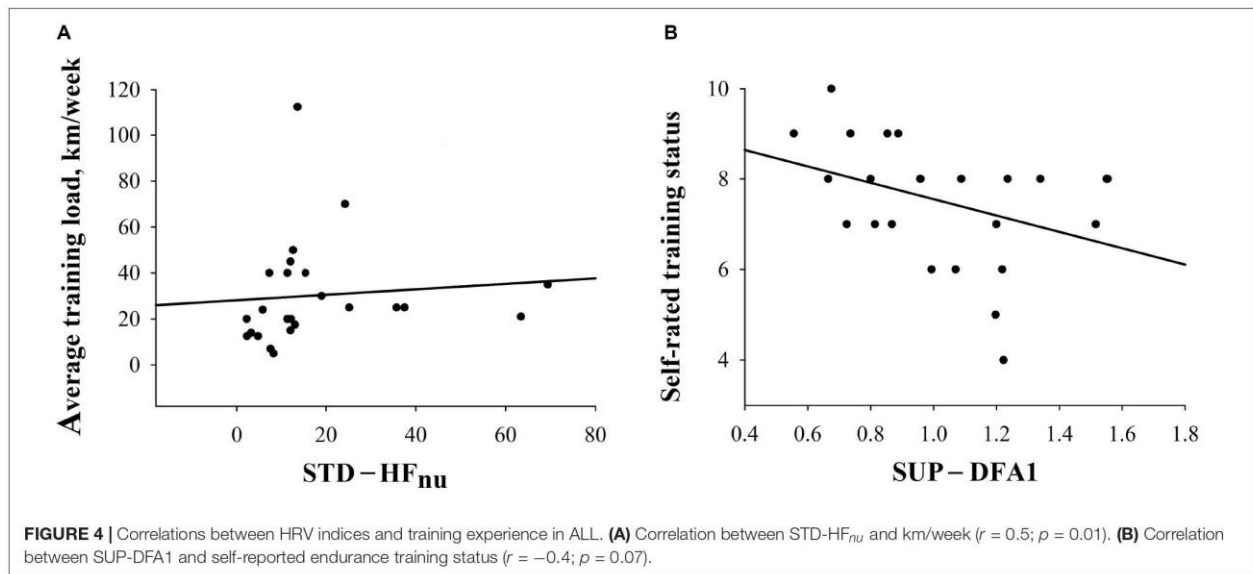 A
Average training load, km/week
120
100
80
60
40
20
0
0 20 40 60 80
STD–HFnu
B
Self-rated training status
10
8
6
4
0.4 0.6 0.8 1.0 1.2 1.4 1.6 1.8
SUP–DFA1
FIGURE 4 | Correlations between HRV indices and training experience in ALL. (A) Correlation between STD-HFnu and km/week (r = 0.5; p = 0.01). (B) Correlation
between SUP-DFA1 and self-reported endurance training status (r = −0.4; p = 0.07).